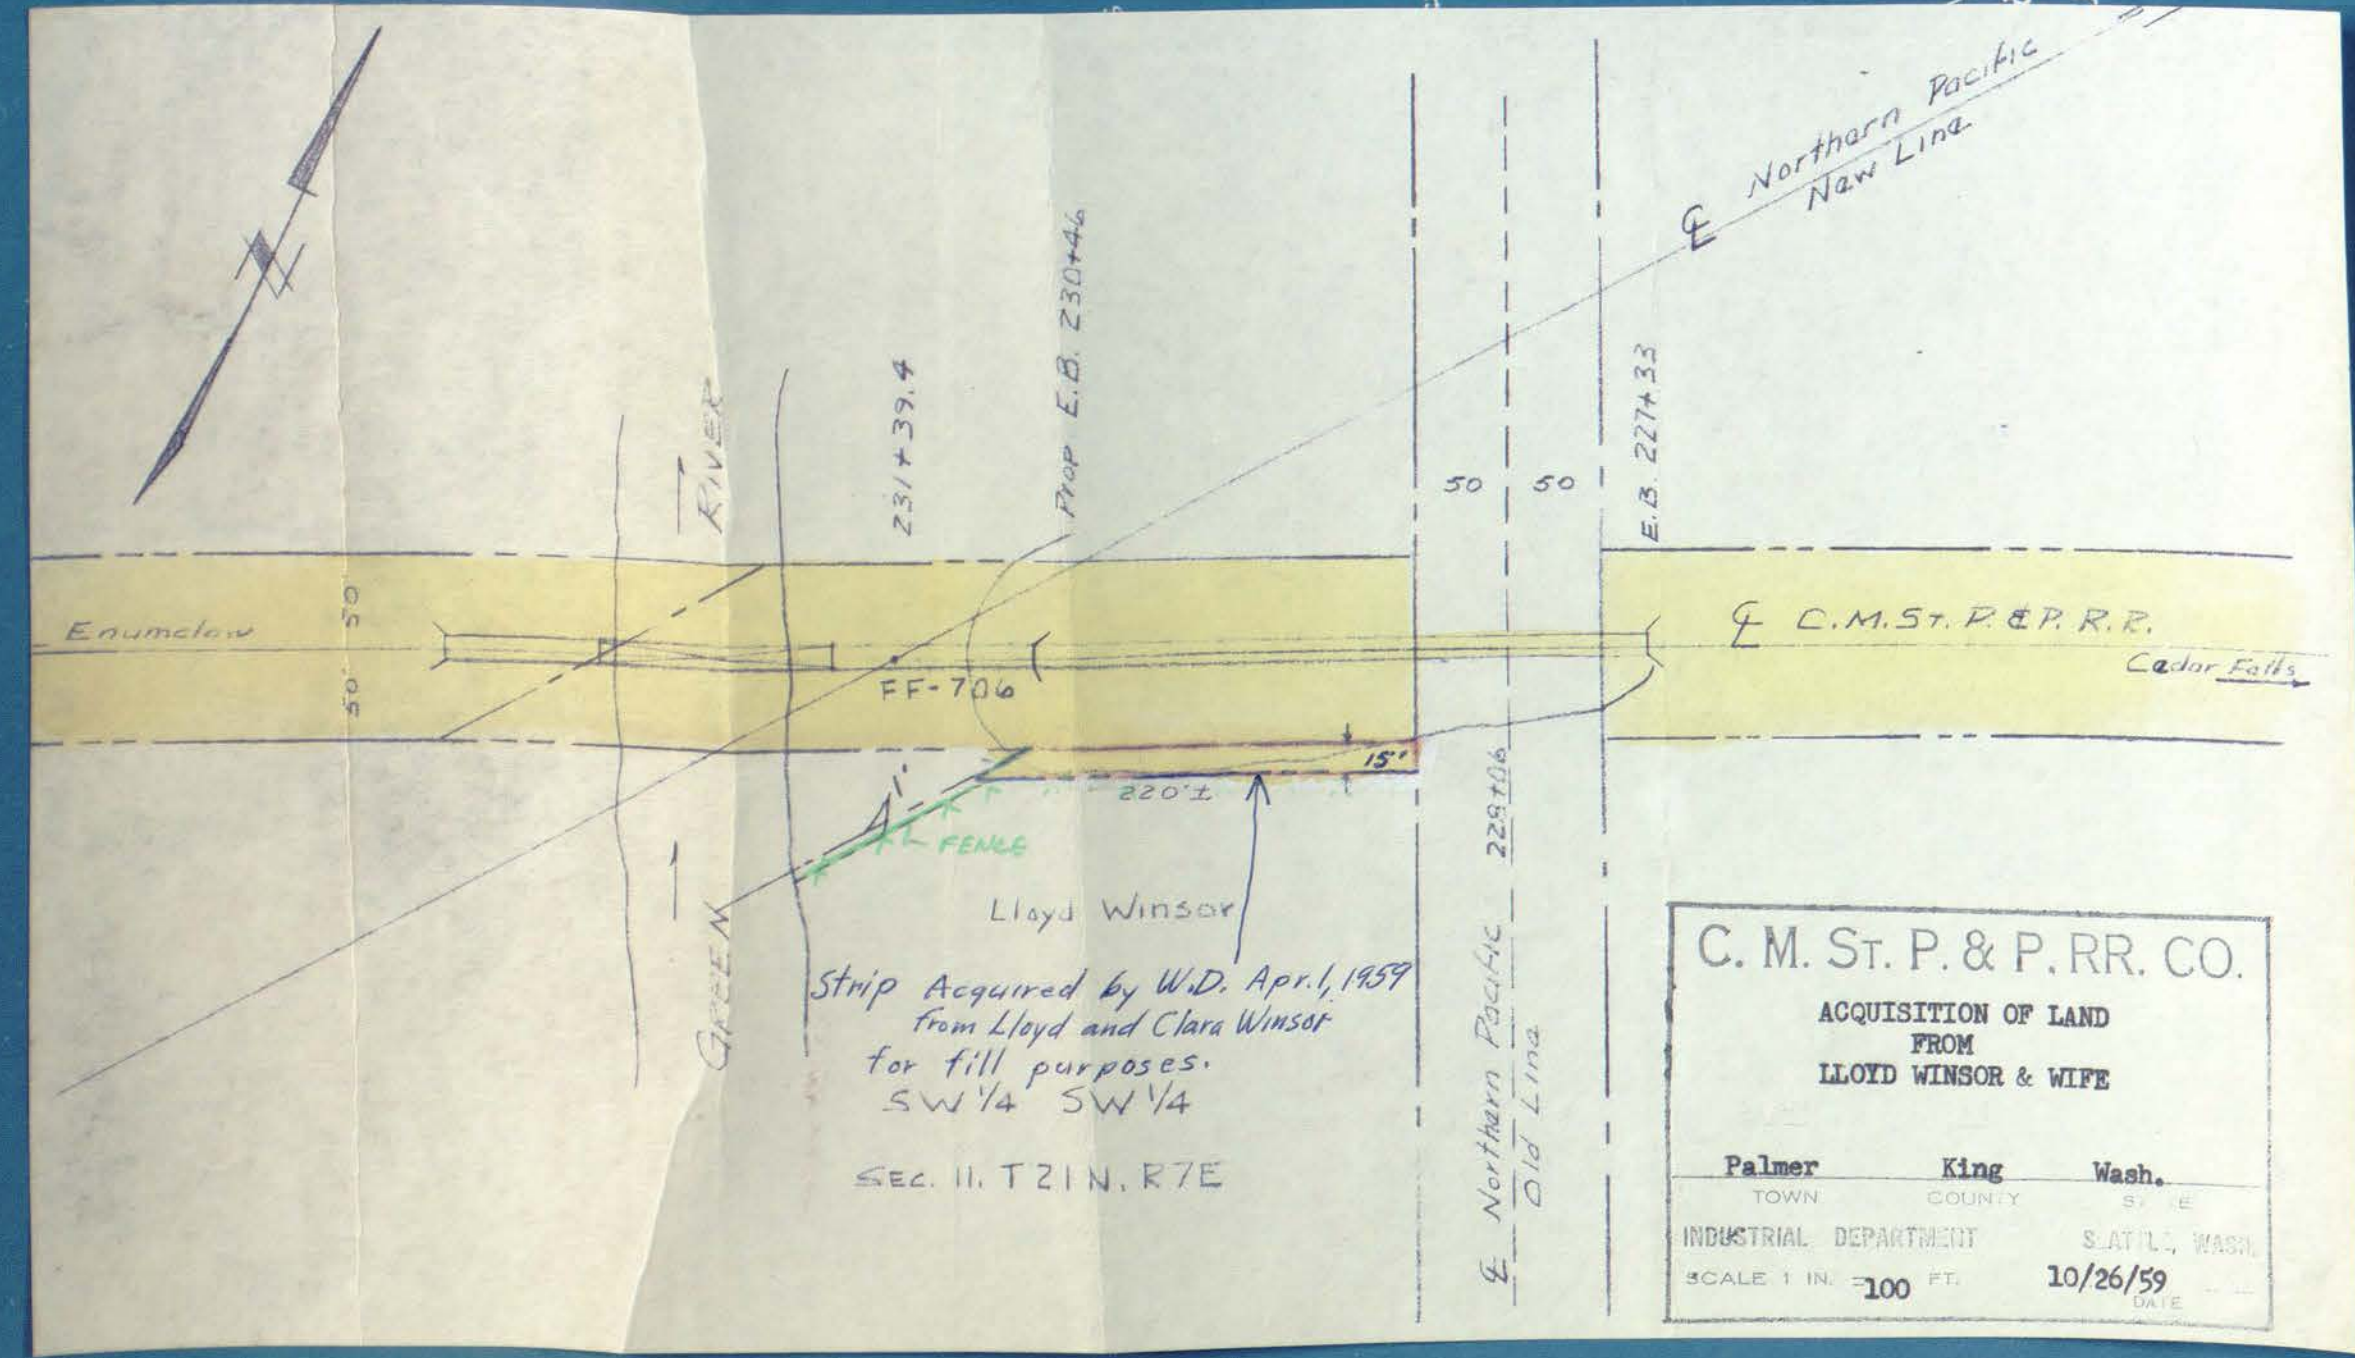 N
℄ Northern Pacific
New Line
Prop E.B. 230+46
231+39.4
RIVER
E.B. 227+33
50
50
50
50'
Enumclaw
℄ C.M.St. P. & P. R.R.
Cedar Falls
FF-706
15'
220'±
FENCE
GREEN
228+06
℄ Northern Pacific
Old Line
Lloyd Winsor
Strip Acquired by W.D. Apr. 1, 1959
from Lloyd and Clara Winsor
for fill purposes.
SW 1/4 SW 1/4
SEC. 11. T21N. R7E
C. M. ST. P. & P. RR. CO.
ACQUISITION OF LAND
FROM
LLOYD WINSOR & WIFE
Palmer King Wash.
TOWN COUNTY STATE
INDUSTRIAL DEPARTMENT SEATTLE, WASH.
SCALE 1 IN. = 100 FT. 10/26/59
DATE